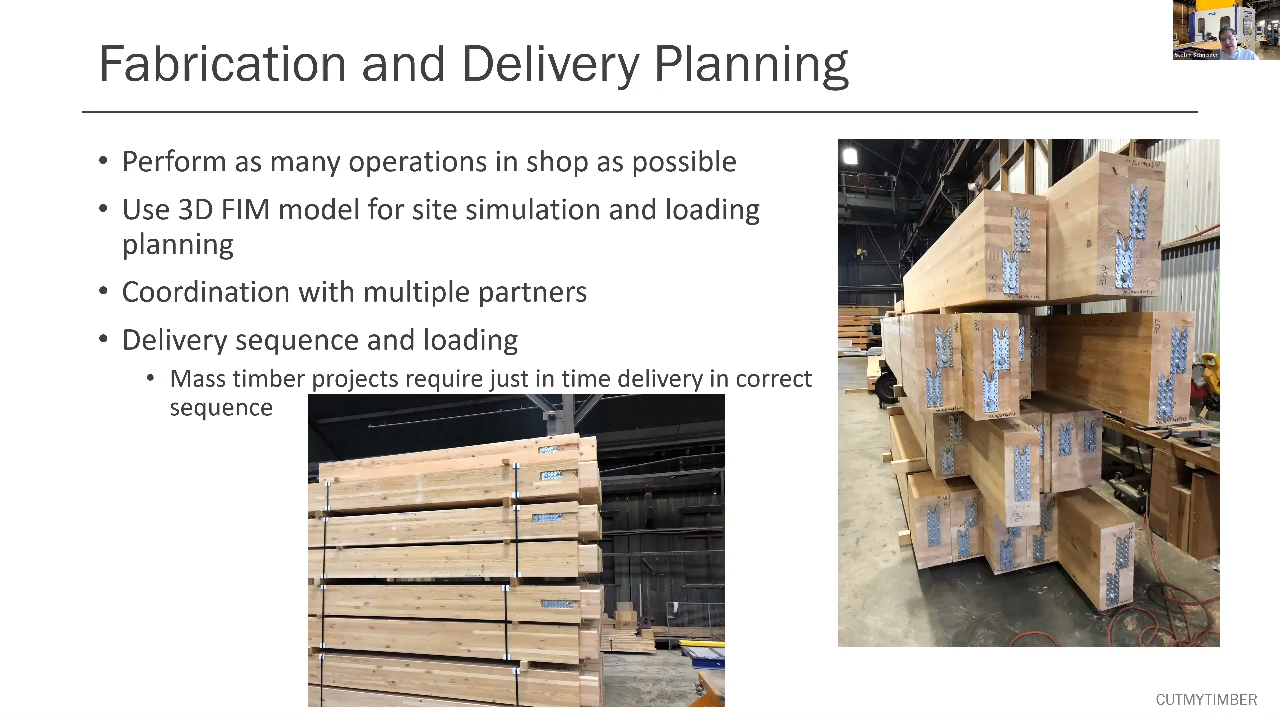 Fabrication and Delivery Planning
• Perform as many operations in shop as possible
• Use 3D FIM model for site simulation and loading
planning
• Coordination with multiple partners
• Delivery sequence and loading
• Mass timber projects require just in time delivery in correct
sequence
CUTMYTIMBER